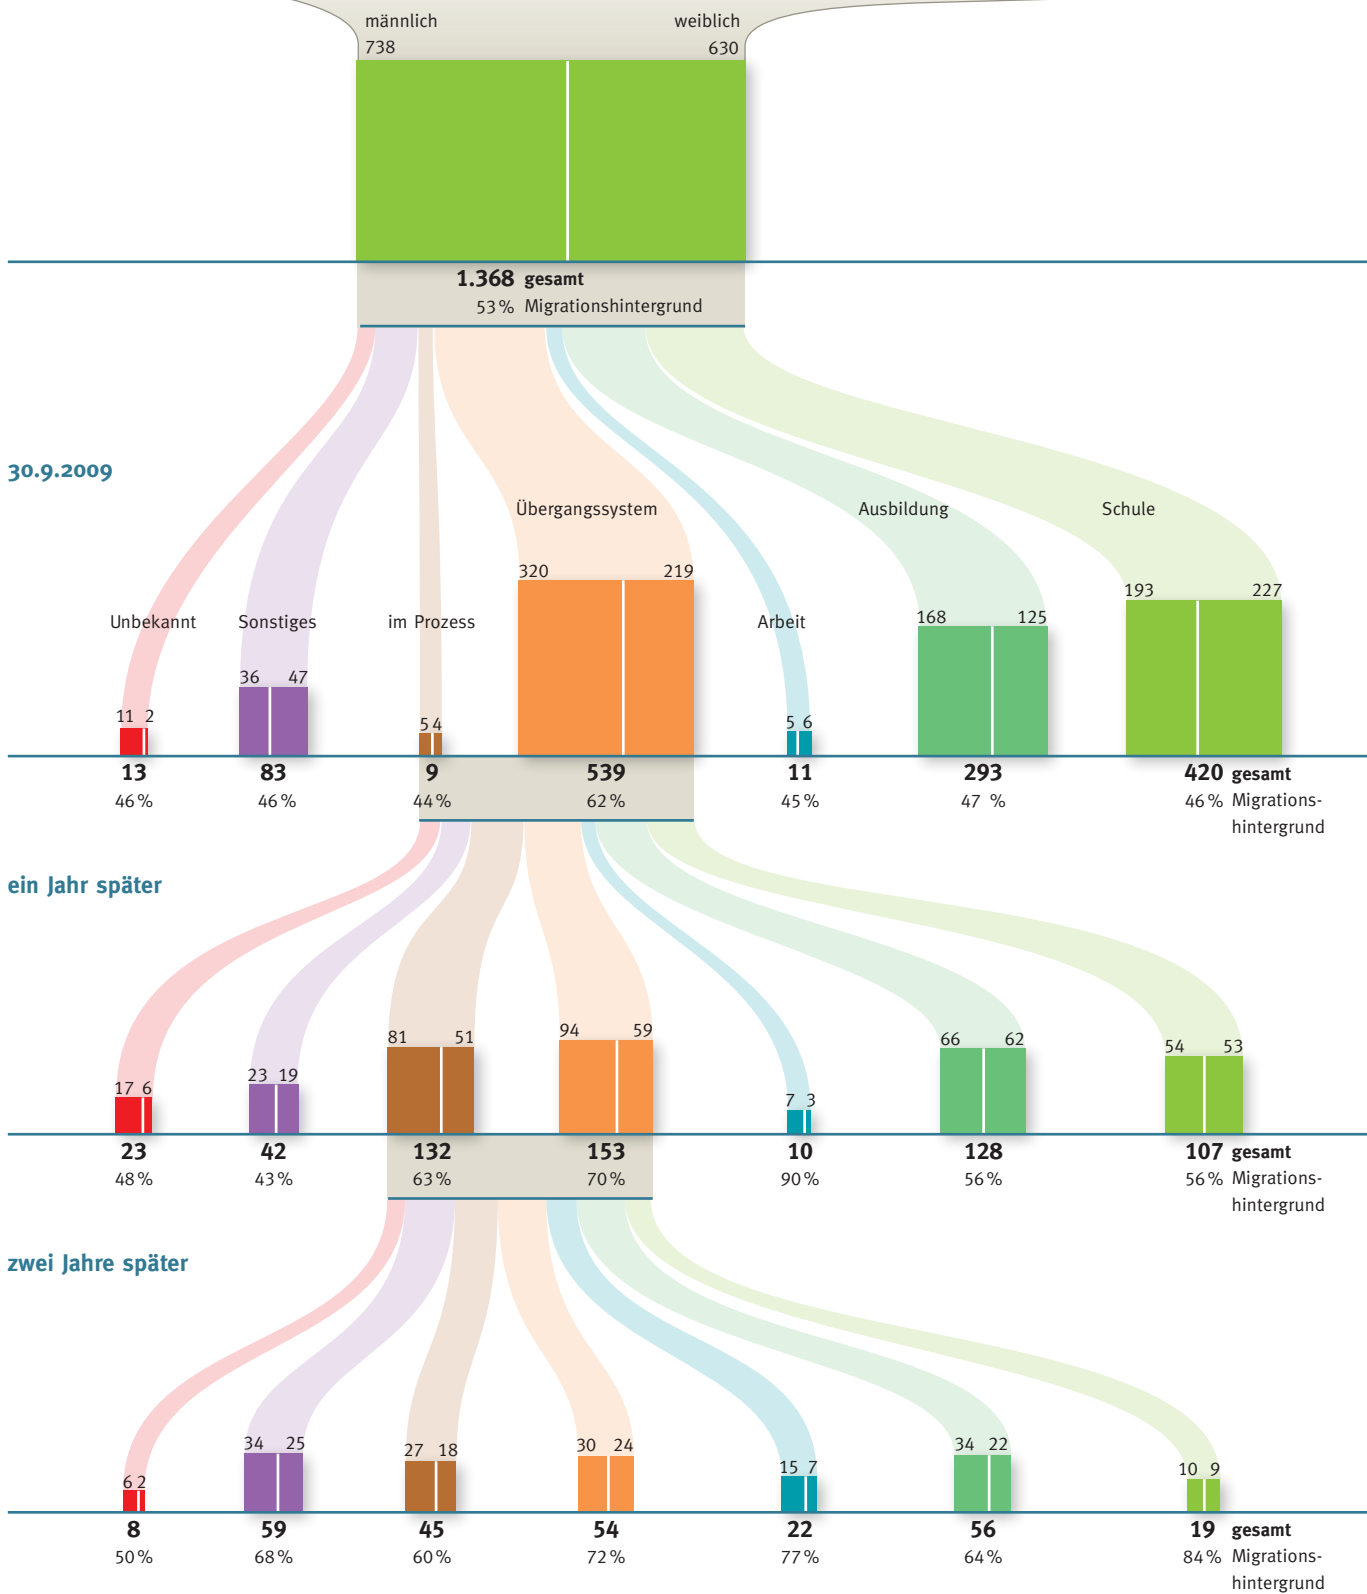 männlich weiblich
738 630
1.368 gesamt
53 % Migrationshintergrund
30.9.2009
Übergangssystem Ausbildung Schule
320 219
193 227
Unbekannt Sonstiges im Prozess Arbeit
168 125
36 47
11 2
5 4
5 6
13 83 9 539 11 293 420 gesamt
46 % 46 % 44 % 62 % 45 % 47 % 46 % Migrations-
hintergrund
ein Jahr später
81 51
94 59
66 62
54 53
17 6
23 19
7 3
23 42 132 153 10 128 107 gesamt
48 % 43 % 63 % 70 % 90 % 56 % 56 % Migrations-
hintergrund
zwei Jahre später
34 25
27 18
30 24
34 22
6 2
15 7
10 9
8 59 45 54 22 56 19 gesamt
50 % 68 % 60 % 72 % 77 % 64 % 84 % Migrations-
hintergrund